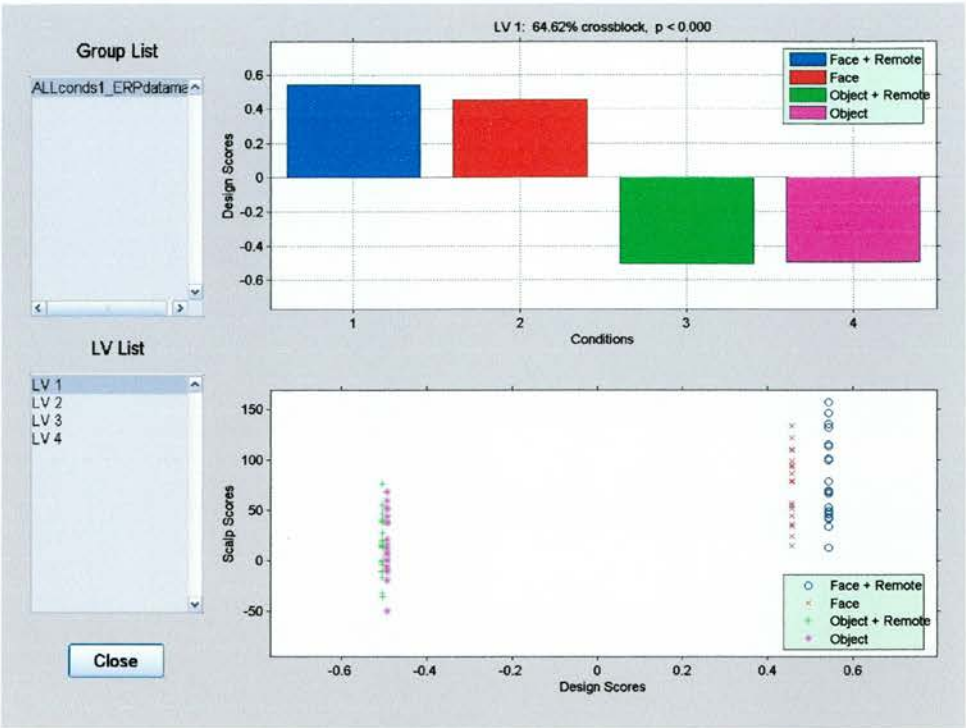 Group List
ALLconds1_ERPdatama
LV List
LV 1
LV 2
LV 3
LV 4
Close
LV 1: 64.62% crossblock, p < 0.000
Design Scores
0.6
0.4
0.2
0
-0.2
-0.4
-0.6
Face + Remote
Face
Object + Remote
Object
1
2
3
4
Conditions
Scalp Scores
150
100
50
0
-50
Face + Remote
Face
Object + Remote
Object
-0.6
-0.4
-0.2
0
0.2
0.4
0.6
Design Scores